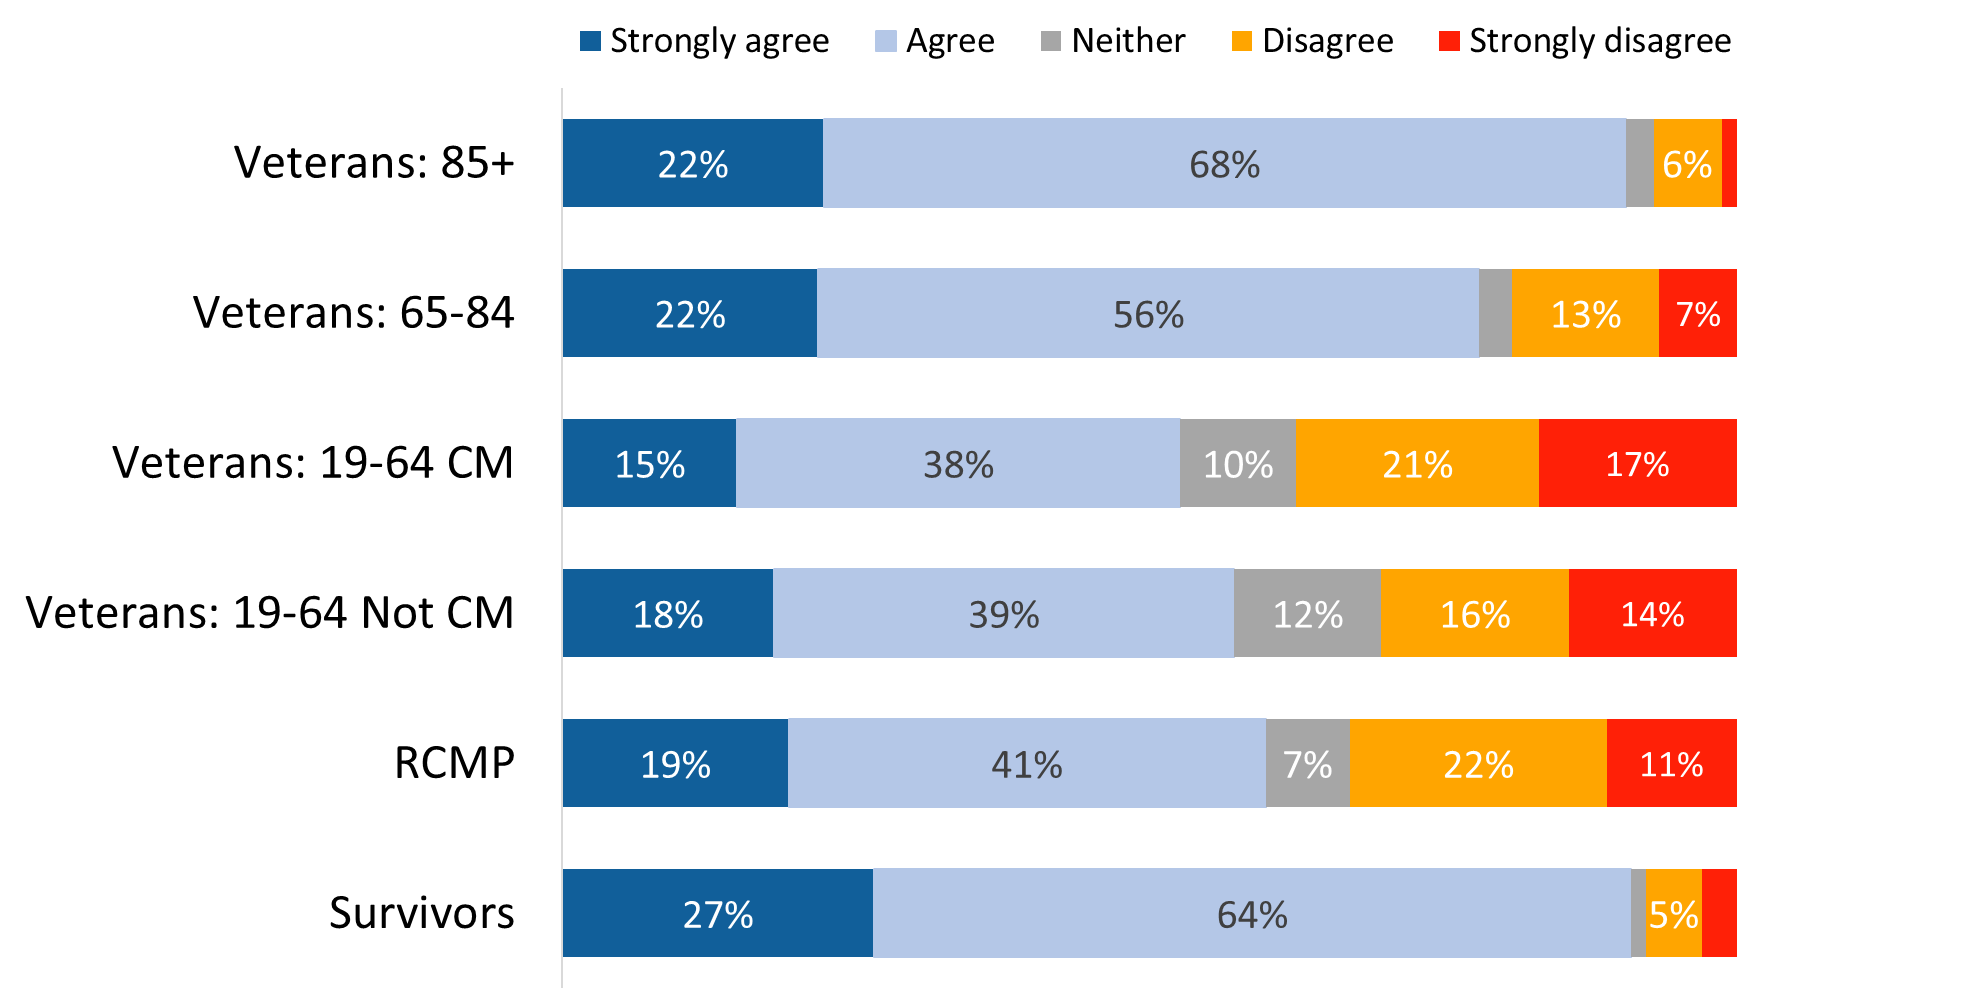 Strongly agree Agree Neither Disagree Strongly disagree
Veterans: 85+ 22% 68% 6%
Veterans: 65-84 22% 56% 13% 7%
Veterans: 19-64 CM 15% 38% 10% 21% 17%
Veterans: 19-64 Not CM 18% 39% 12% 16% 14%
RCMP 19% 41% 7% 22% 11%
Survivors 27% 64% 5%